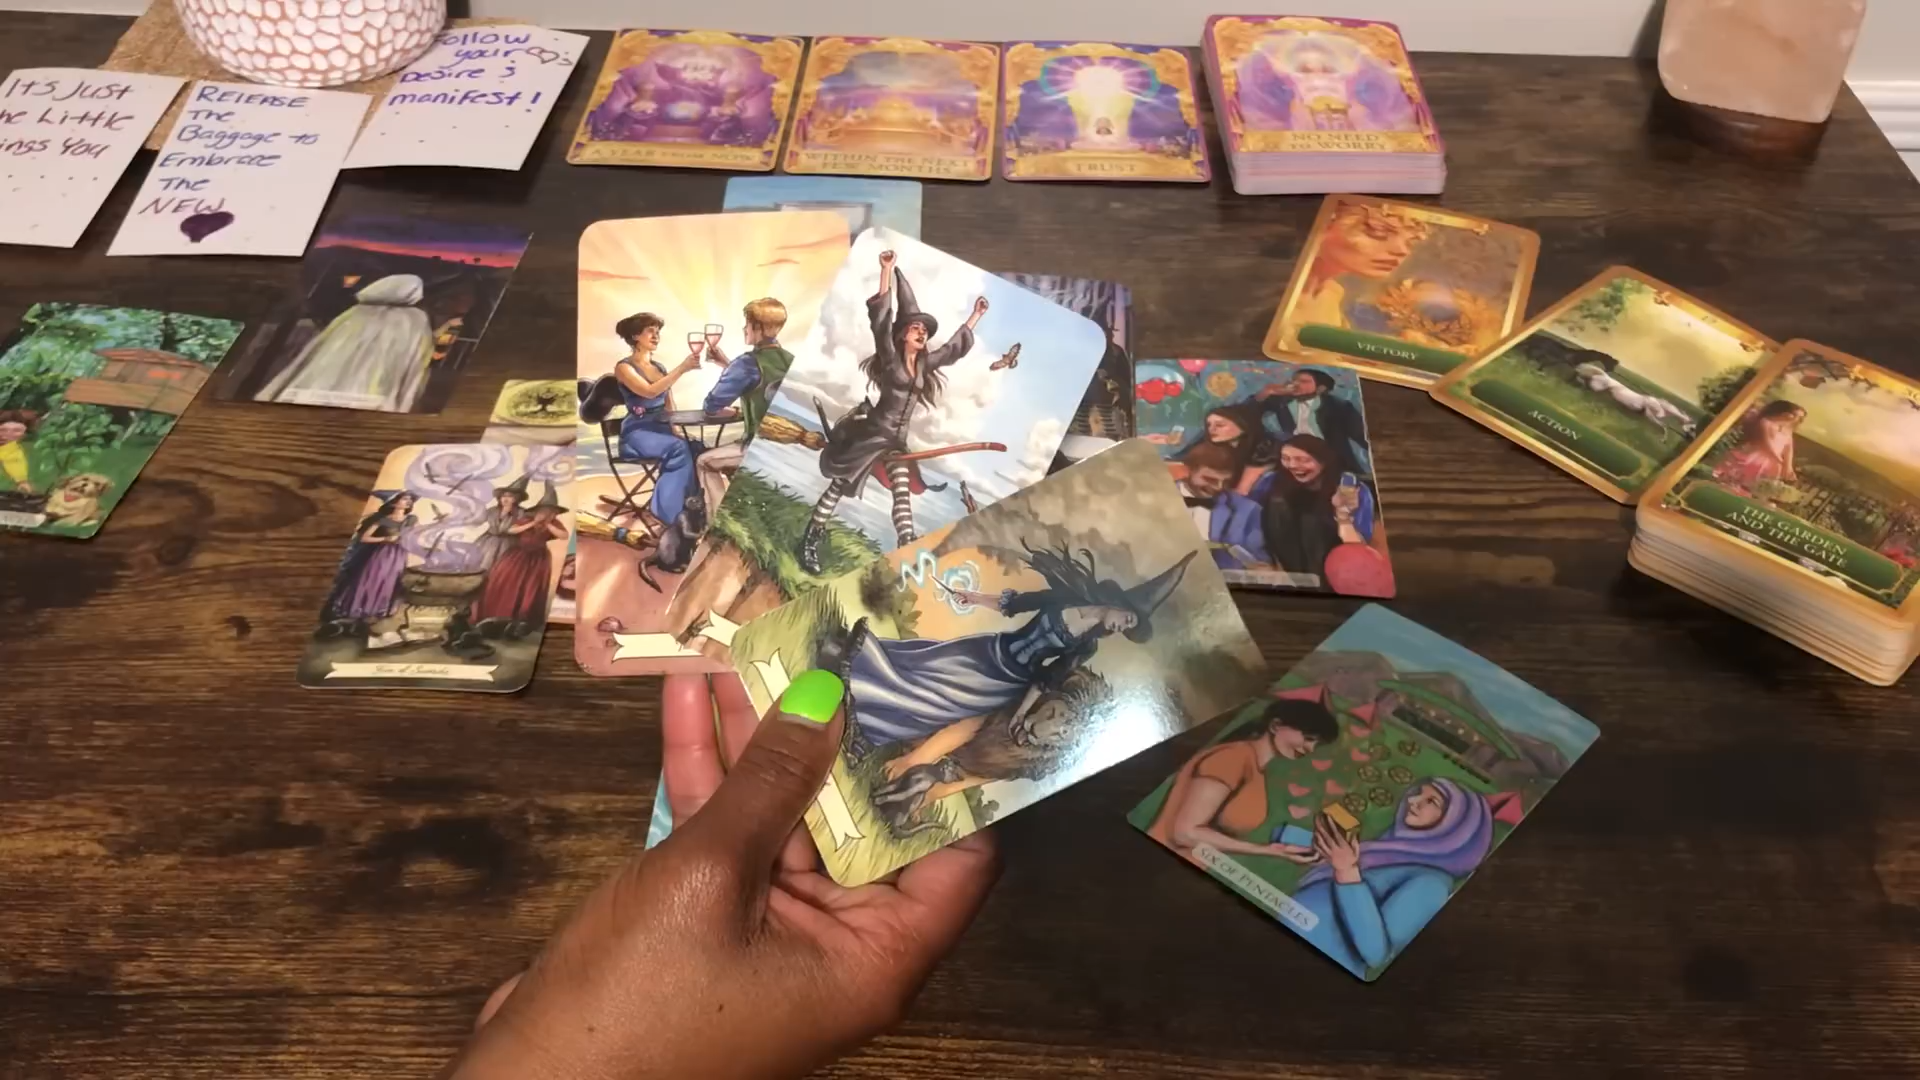 It's Just
the Little
ings You
RELEASE
The
Baggage to
Embrace
The
NEW
Follow
your
Desires
manifest!
A YEAR FROM NOW
WITHIN THE NEXT
FEW MONTHS
TRUST
NO NEED
TO WORRY
VICTORY
ACTION
THE GARDEN
AND THE GATE
SIX OF PENTACLES